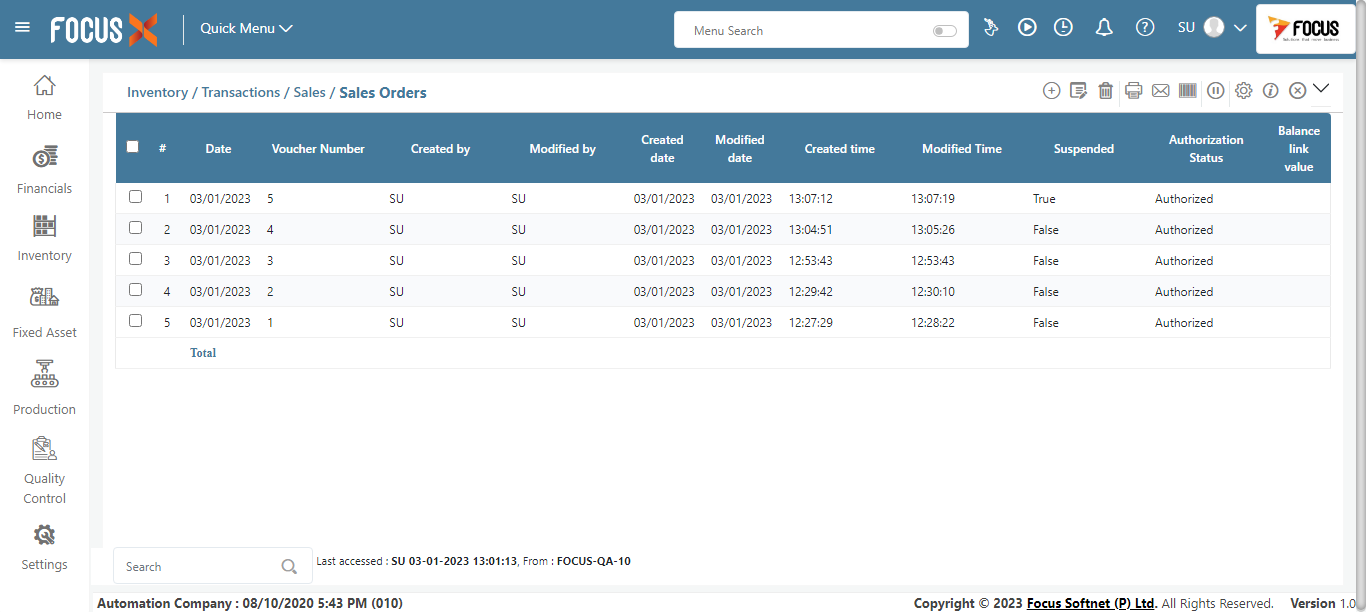 FOCUS X
Quick Menu
Menu Search
SU
FOCUS
Home
Financials
Inventory
Fixed Asset
Production
Quality
Control
Settings
Inventory / Transactions / Sales / Sales Orders
# Date Voucher Number Created by Modified by Created date Modified date Created time Modified Time Suspended Authorization Status Balance link value
1 03/01/2023 5 SU SU 03/01/2023 03/01/2023 13:07:12 13:07:19 True Authorized
2 03/01/2023 4 SU SU 03/01/2023 03/01/2023 13:04:51 13:05:26 False Authorized
3 03/01/2023 3 SU SU 03/01/2023 03/01/2023 12:53:43 12:53:43 False Authorized
4 03/01/2023 2 SU SU 03/01/2023 03/01/2023 12:29:42 12:30:10 False Authorized
5 03/01/2023 1 SU SU 03/01/2023 03/01/2023 12:27:29 12:28:22 False Authorized
Total
Search
Last accessed : SU 03-01-2023 13:01:13, From : FOCUS-QA-10
Automation Company : 08/10/2020 5:43 PM (010)
Copyright © 2023 Focus Softnet (P) Ltd. All Rights Reserved. Version 1.0